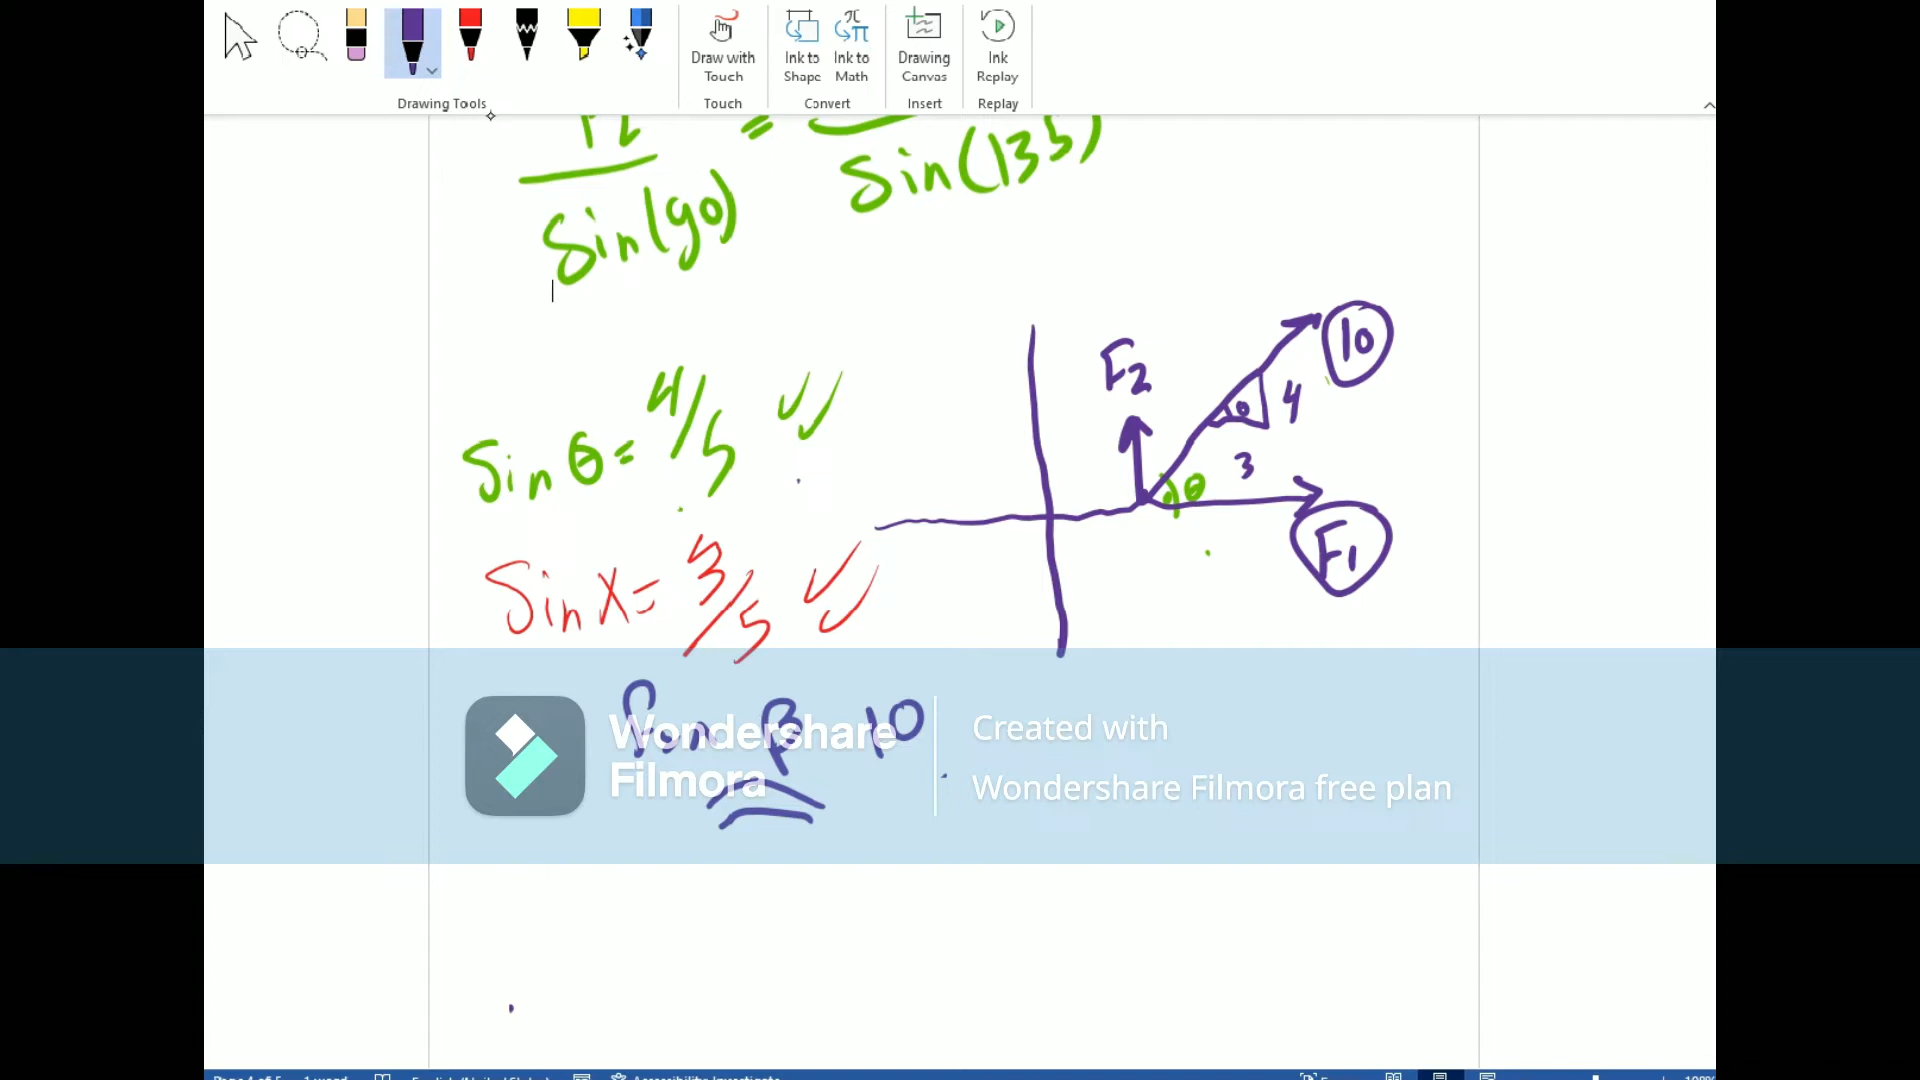 Draw with Touch
Ink to Shape
Ink to Math
Drawing Canvas
Ink Replay
Drawing Tools
Touch
Convert
Insert
Replay
F2
=
sin(90)
sin(135)
Sin θ = 4/5
F2
10
θ
4
3
θ
F1
Sin X = 3/5
β 10
Wondershare
Filmora
Created with
Wondershare Filmora free plan